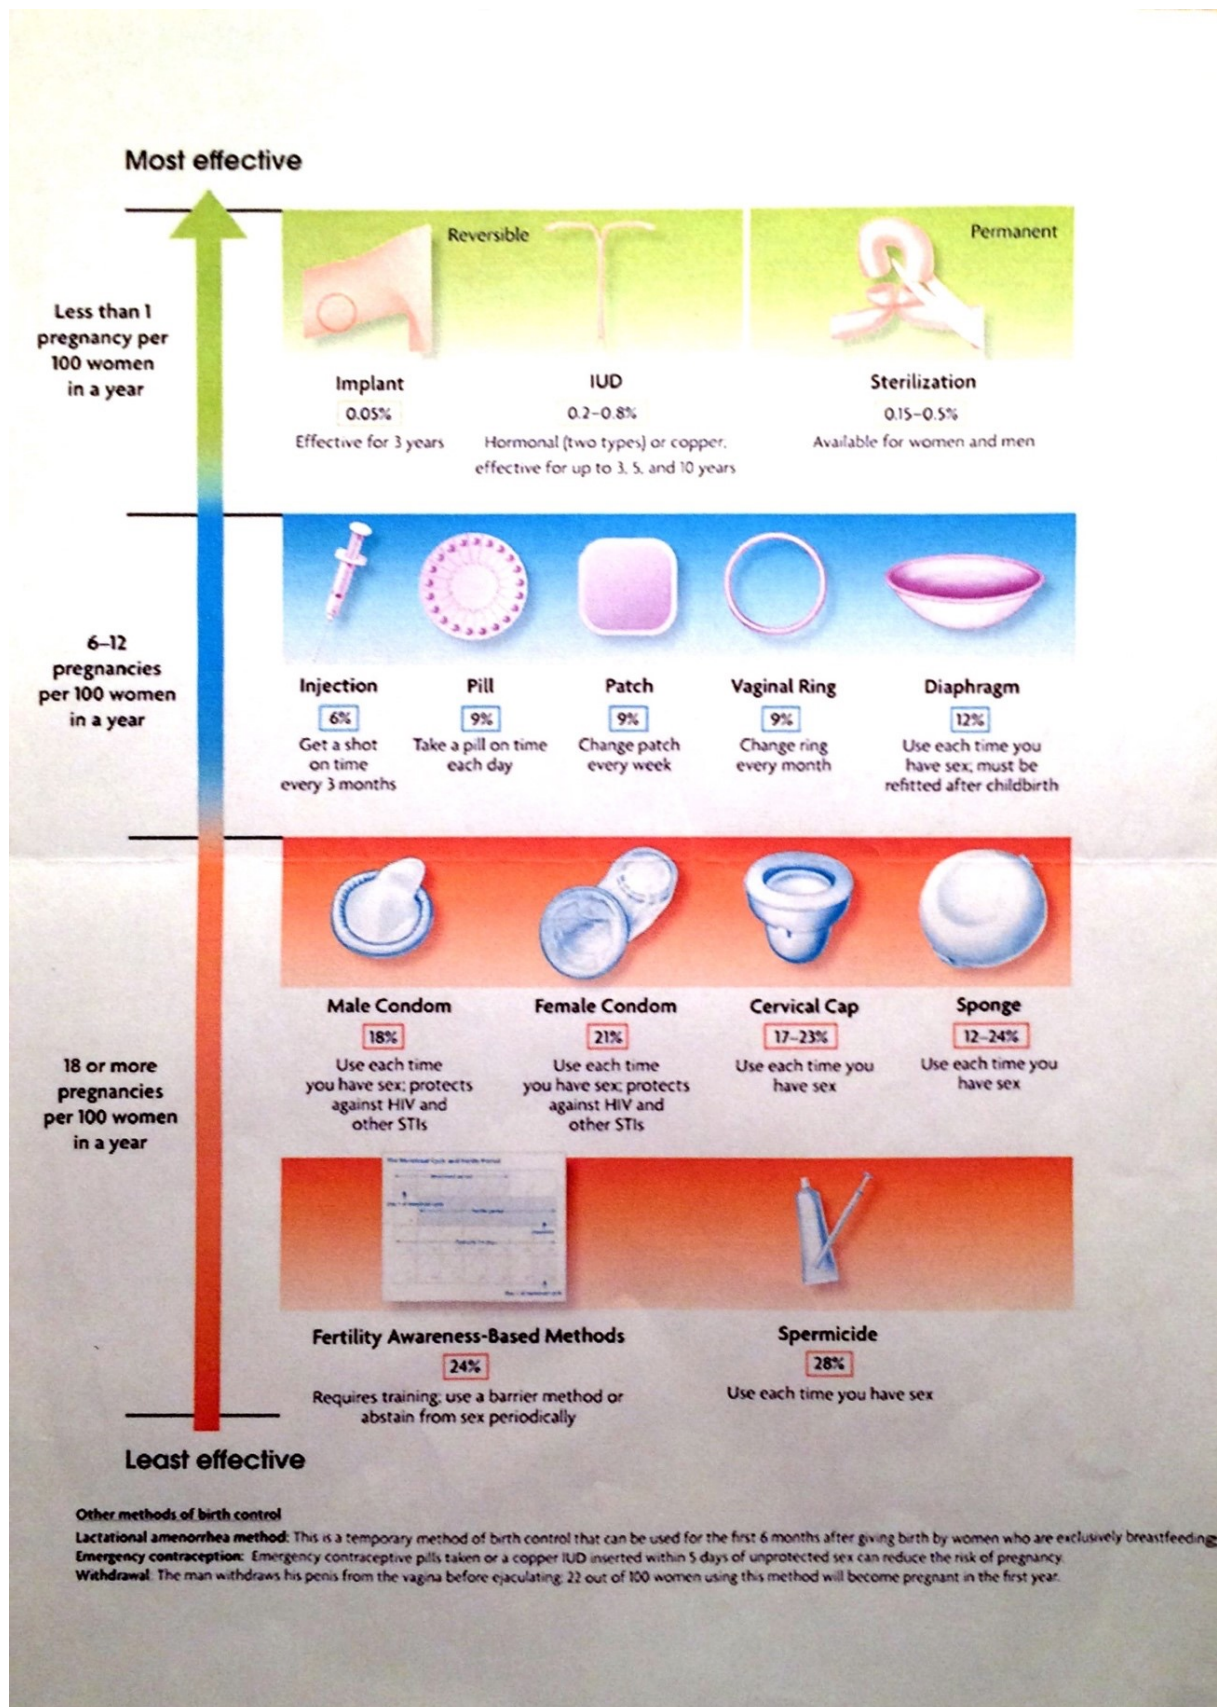 Most effective
Less than 1
pregnancy per
100 women
in a year
Reversible
Permanent
Implant
0.05%
Effective for 3 years
IUD
0.2–0.8%
Hormonal (two types) or copper,
effective for up to 3, 5, and 10 years
Sterilization
0.15–0.5%
Available for women and men
6–12
pregnancies
per 100 women
in a year
Injection
6%
Get a shot
on time
every 3 months
Pill
9%
Take a pill on time
each day
Patch
9%
Change patch
every week
Vaginal Ring
9%
Change ring
every month
Diaphragm
12%
Use each time you
have sex; must be
refitted after childbirth
18 or more
pregnancies
per 100 women
in a year
Male Condom
18%
Use each time
you have sex; protects
against HIV and
other STIs
Female Condom
21%
Use each time
you have sex; protects
against HIV and
other STIs
Cervical Cap
17–23%
Use each time you
have sex
Sponge
12–24%
Use each time you
have sex
Fertility Awareness-Based Methods
24%
Requires training; use a barrier method or
abstain from sex periodically
Spermicide
28%
Use each time you have sex
Least effective
Other methods of birth control
Lactational amenorrhea method: This is a temporary method of birth control that can be used for the first 6 months after giving birth by women who are exclusively breastfeeding
Emergency contraception: Emergency contraceptive pills taken or a copper IUD inserted within 5 days of unprotected sex can reduce the risk of pregnancy.
Withdrawal: The man withdraws his penis from the vagina before ejaculating; 22 out of 100 women using this method will become pregnant in the first year.